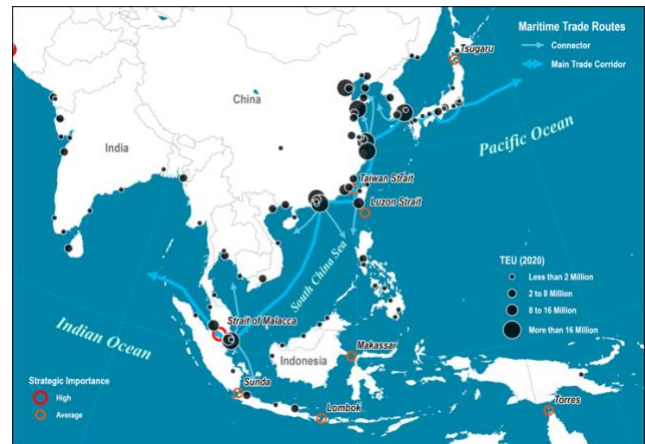 Maritime Trade Routes
Connector
Main Trade Corridor
Tsugaru
China
India
Pacific Ocean
Taiwan Strait
Luzon Strait
South China Sea
TEU (2020)
Less than 2 Million
2 to 8 Million
8 to 16 Million
More than 16 Million
Strait of Malacca
Indian Ocean
Indonesia
Makassar
Strategic Importance
High
Average
Sunda
Lombok
Torres